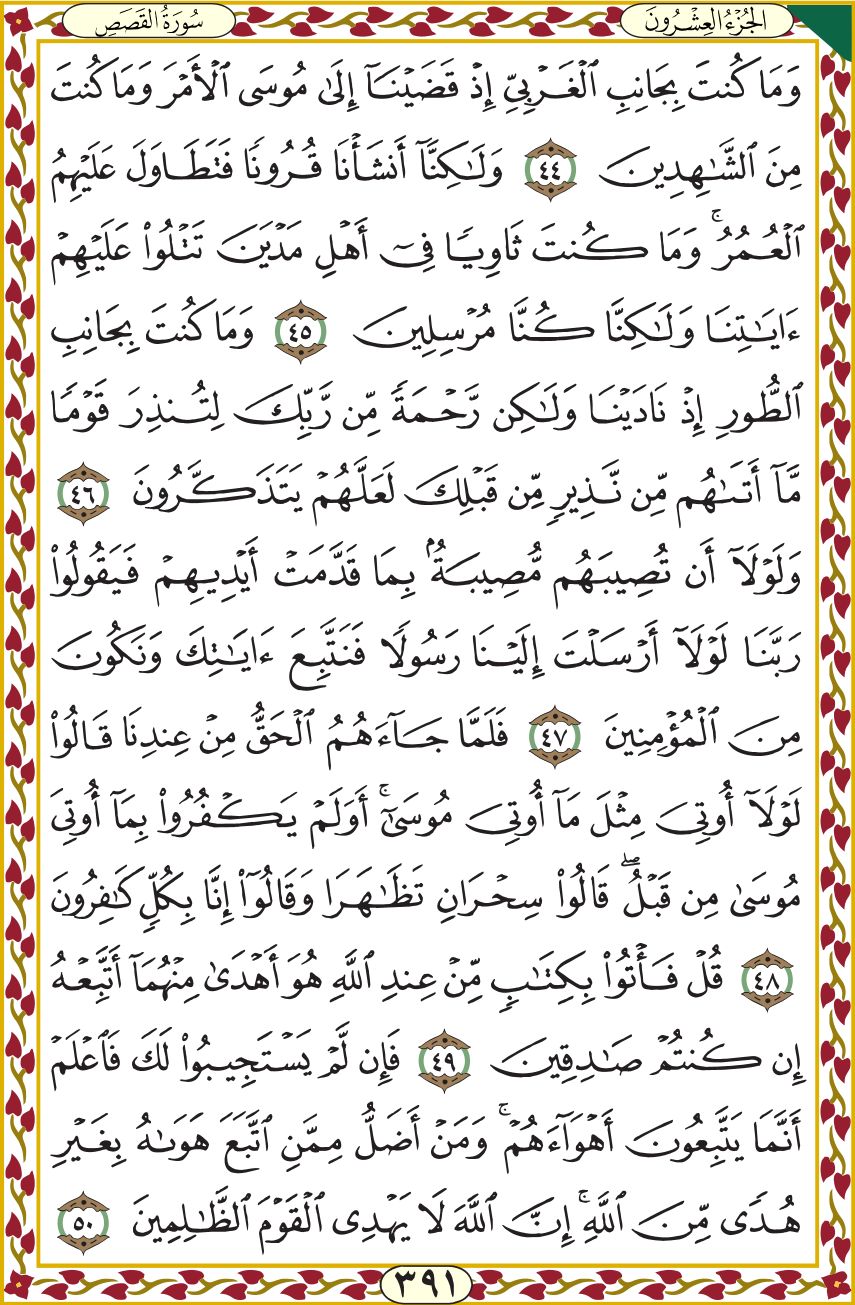 الجُزْءُ العِشْرُونَ
سُورَةُ القَصَصِ
وَمَا كُنتَ بِجَانِبِ ٱلْغَرْبِيِّ إِذْ قَضَيْنَآ إِلَىٰ مُوسَى ٱلْأَمْرَ وَمَا كُنتَ
مِنَ ٱلشَّـٰهِدِينَ ٤٤ وَلَـٰكِنَّآ أَنشَأْنَا قُرُونًا فَتَطَاوَلَ عَلَيْهِمُ
ٱلْعُمُرُ ۚ وَمَا كُنتَ ثَاوِيًا فِىٓ أَهْلِ مَدْيَنَ تَتْلُوا۟ عَلَيْهِمْ
ءَايَـٰتِنَا وَلَـٰكِنَّا كُنَّا مُرْسِلِينَ ٤٥ وَمَا كُنتَ بِجَانِبِ
ٱلطُّورِ إِذْ نَادَيْنَا وَلَـٰكِن رَّحْمَةً مِّن رَّبِّكَ لِتُنذِرَ قَوْمًا
مَّآ أَتَىٰهُم مِّن نَّذِيرٍ مِّن قَبْلِكَ لَعَلَّهُمْ يَتَذَكَّرُونَ ٤٦
وَلَوْلَآ أَن تُصِيبَهُم مُّصِيبَةٌۢ بِمَا قَدَّمَتْ أَيْدِيهِمْ فَيَقُولُوا۟
رَبَّنَا لَوْلَآ أَرْسَلْتَ إِلَيْنَا رَسُولًا فَنَتَّبِعَ ءَايَـٰتِكَ وَنَكُونَ
مِنَ ٱلْمُؤْمِنِينَ ٤٧ فَلَمَّا جَآءَهُمُ ٱلْحَقُّ مِنْ عِندِنَا قَالُوا۟
لَوْلَآ أُوتِىَ مِثْلَ مَآ أُوتِىَ مُوسَىٰٓ ۚ أَوَلَمْ يَكْفُرُوا۟ بِمَآ أُوتِىَ
مُوسَىٰ مِن قَبْلُ ۖ قَالُوا۟ سِحْرَانِ تَظَـٰهَرَا وَقَالُوٓا۟ إِنَّا بِكُلٍّ كَـٰفِرُونَ
٤٨ قُلْ فَأْتُوا۟ بِكِتَـٰبٍ مِّنْ عِندِ ٱللَّهِ هُوَ أَهْدَىٰ مِنْهُمَآ أَتَّبِعْهُ
إِن كُنتُمْ صَـٰدِقِينَ ٤٩ فَإِن لَّمْ يَسْتَجِيبُوا۟ لَكَ فَٱعْلَمْ
أَنَّمَا يَتَّبِعُونَ أَهْوَآءَهُمْ ۚ وَمَنْ أَضَلُّ مِمَّنِ ٱتَّبَعَ هَوَىٰهُ بِغَيْرِ
هُدًى مِّنَ ٱللَّهِ ۚ إِنَّ ٱللَّهَ لَا يَهْدِى ٱلْقَوْمَ ٱلظَّـٰلِمِينَ ٥٠
٣٩١